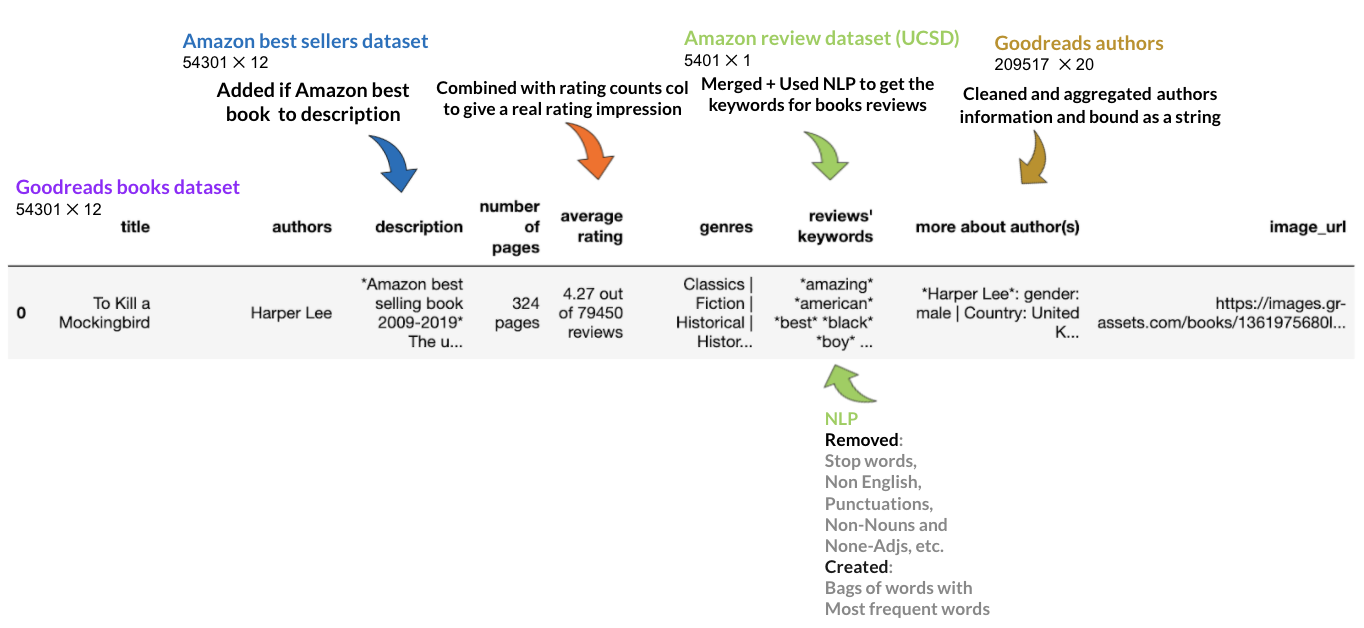 Amazon best sellers dataset
54301 × 12
Added if Amazon best
book to description
Combined with rating counts col
to give a real rating impression
Amazon review dataset (UCSD)
5401 × 1
Merged + Used NLP to get the
keywords for books reviews
Goodreads authors
209517 × 20
Cleaned and aggregated authors
information and bound as a string
Goodreads books dataset
54301 × 12
title
authors
description
number
of
pages
average
rating
genres
reviews'
keywords
more about author(s)
image_url
0
To Kill a
Mockingbird
Harper Lee
*Amazon best
selling book
2009-2019*
The u...
324
pages
4.27 out
of 79450
reviews
Classics |
Fiction |
Historical |
Histor...
*amazing*
*american*
*best* *black*
*boy* ...
*Harper Lee*: gender:
male | Country: United
K...
https://images.gr-
assets.com/books/1361975680l...
NLP
Removed:
Stop words,
Non English,
Punctuations,
Non-Nouns and
None-Adjs, etc.
Created:
Bags of words with
Most frequent words